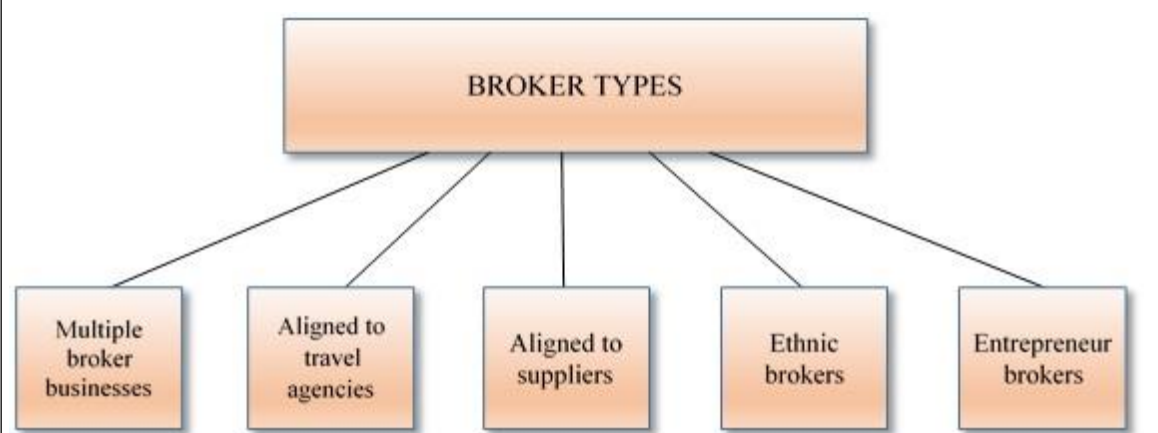 BROKER TYPES
Multiple
broker
businesses
Aligned to
travel
agencies
Aligned to
suppliers
Ethnic
brokers
Entrepreneur
brokers